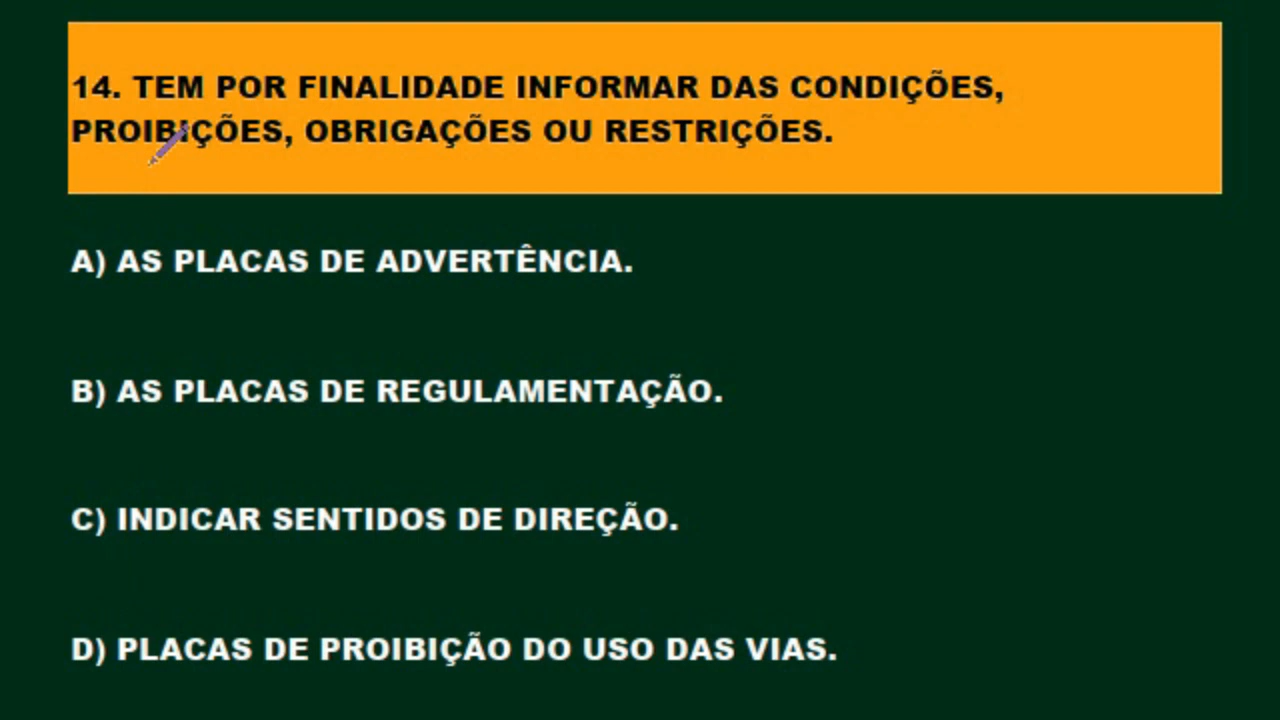 14. TEM POR FINALIDADE INFORMAR DAS CONDIÇÕES,
PROIBIÇÕES, OBRIGAÇÕES OU RESTRIÇÕES.
A) AS PLACAS DE ADVERTÊNCIA.
B) AS PLACAS DE REGULAMENTAÇÃO.
C) INDICAR SENTIDOS DE DIREÇÃO.
D) PLACAS DE PROIBIÇÃO DO USO DAS VIAS.